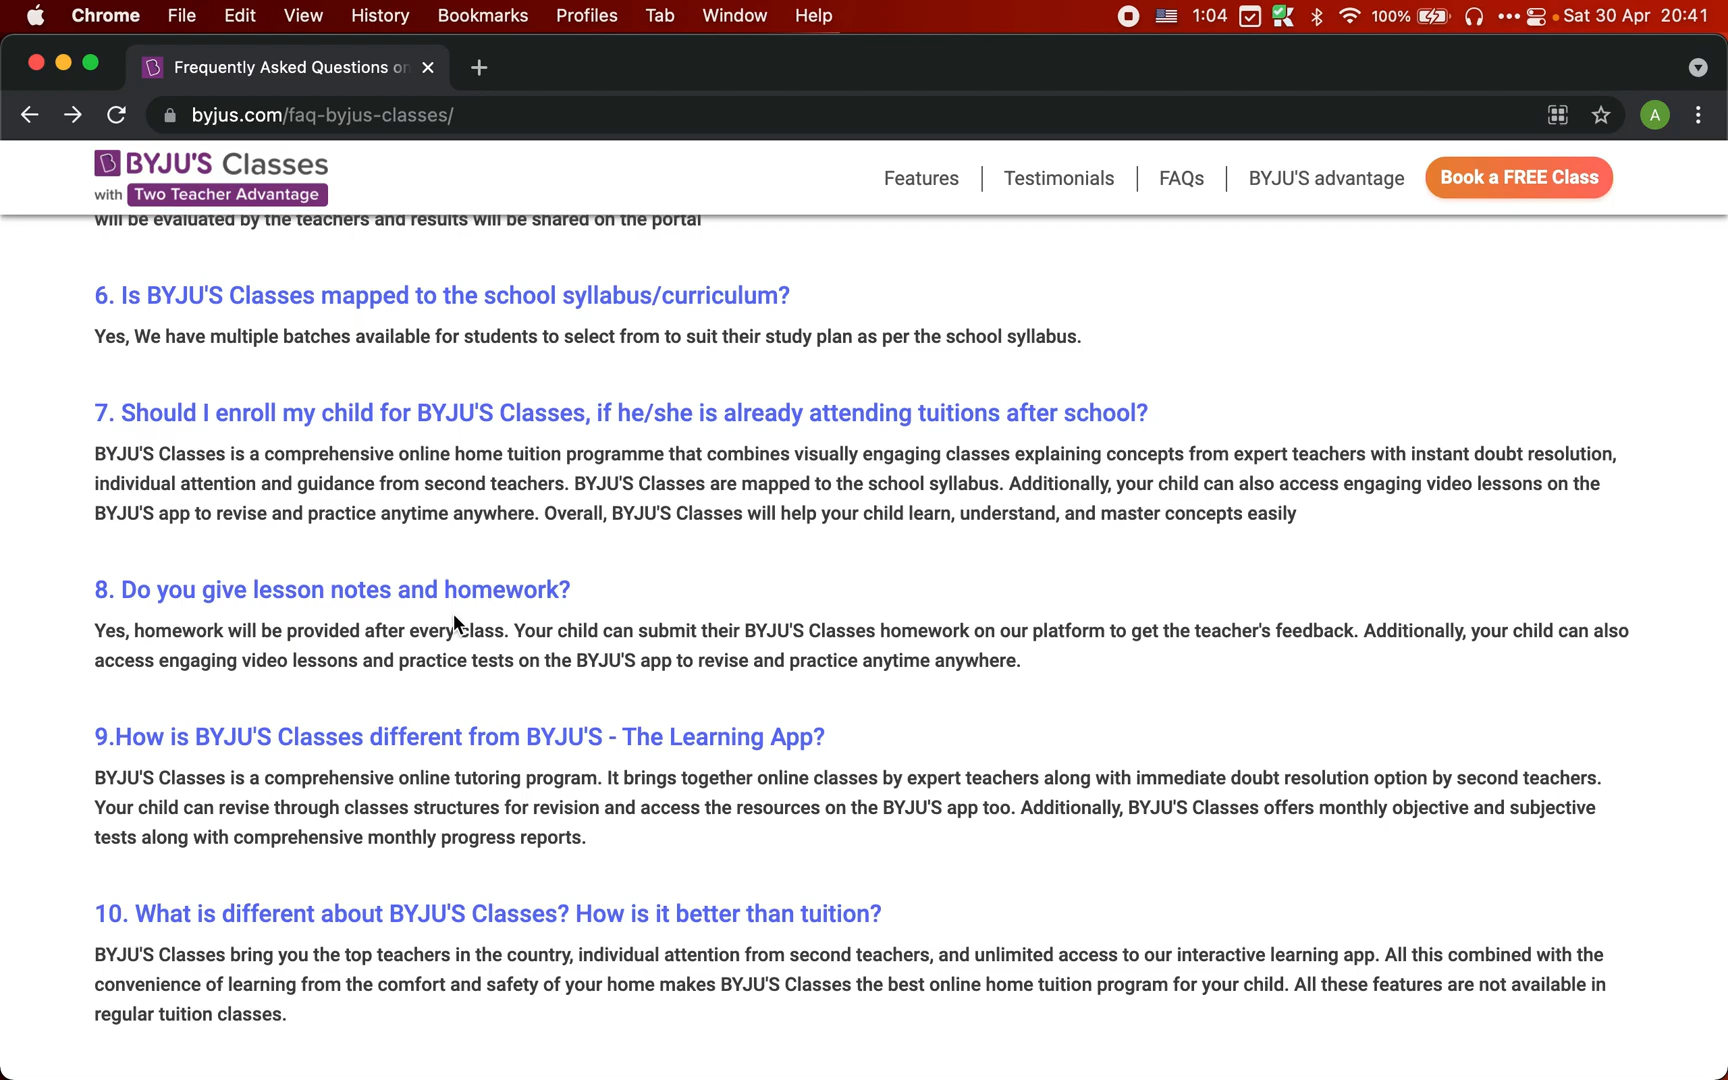 Chrome File Edit View History Bookmarks Profiles Tab Window Help 1:04 100% Sat 30 Apr 20:41
Frequently Asked Questions on
byjus.com/faq-byjus-classes/
A
BYJU'S Classes
with Two Teacher Advantage
Features Testimonials FAQs BYJU'S advantage Book a FREE Class
will be evaluated by the teachers and results will be shared on the portal
6. Is BYJU'S Classes mapped to the school syllabus/curriculum?
Yes, We have multiple batches available for students to select from to suit their study plan as per the school syllabus.
7. Should I enroll my child for BYJU'S Classes, if he/she is already attending tuitions after school?
BYJU'S Classes is a comprehensive online home tuition programme that combines visually engaging classes explaining concepts from expert teachers with instant doubt resolution,
individual attention and guidance from second teachers. BYJU'S Classes are mapped to the school syllabus. Additionally, your child can also access engaging video lessons on the
BYJU'S app to revise and practice anytime anywhere. Overall, BYJU'S Classes will help your child learn, understand, and master concepts easily
8. Do you give lesson notes and homework?
Yes, homework will be provided after every class. Your child can submit their BYJU'S Classes homework on our platform to get the teacher's feedback. Additionally, your child can also
access engaging video lessons and practice tests on the BYJU'S app to revise and practice anytime anywhere.
9.How is BYJU'S Classes different from BYJU'S - The Learning App?
BYJU'S Classes is a comprehensive online tutoring program. It brings together online classes by expert teachers along with immediate doubt resolution option by second teachers.
Your child can revise through classes structures for revision and access the resources on the BYJU'S app too. Additionally, BYJU'S Classes offers monthly objective and subjective
tests along with comprehensive monthly progress reports.
10. What is different about BYJU'S Classes? How is it better than tuition?
BYJU'S Classes bring you the top teachers in the country, individual attention from second teachers, and unlimited access to our interactive learning app. All this combined with the
convenience of learning from the comfort and safety of your home makes BYJU'S Classes the best online home tuition program for your child. All these features are not available in
regular tuition classes.